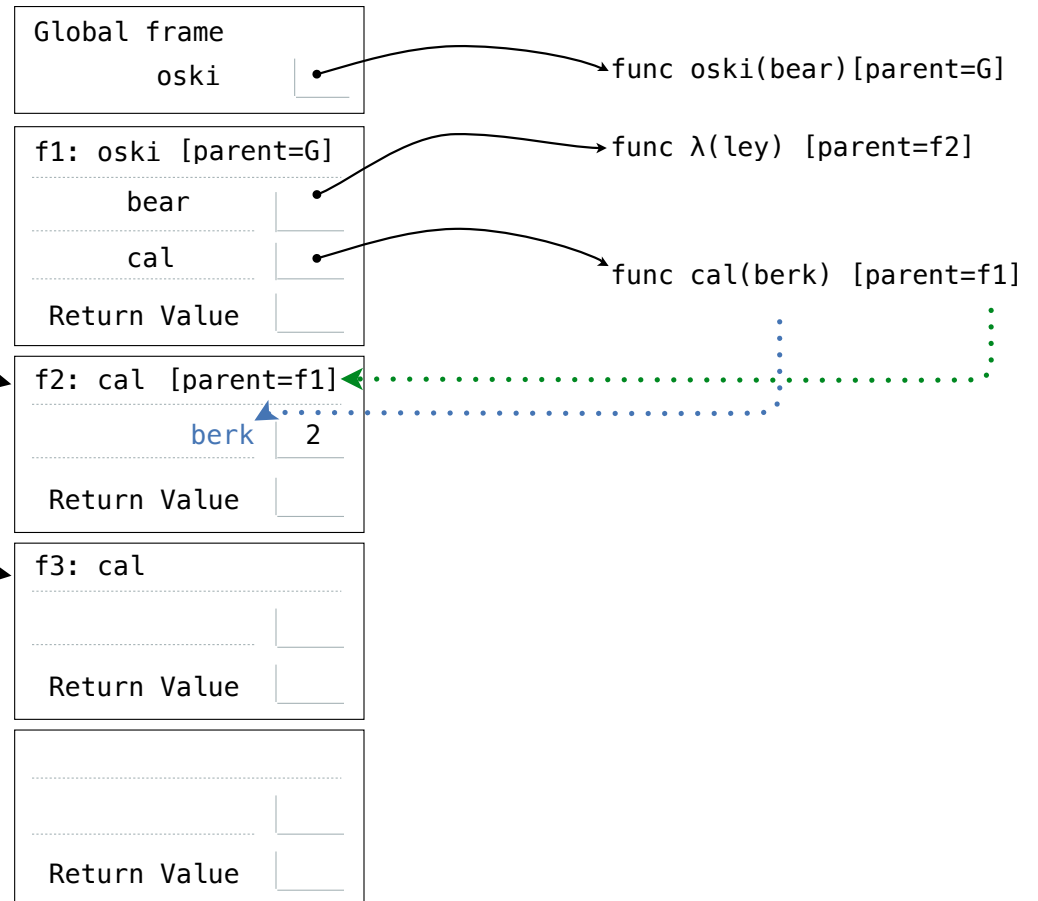 Global frame
oski
func oski(bear)[parent=G]
f1: oski [parent=G]
func λ(ley) [parent=f2]
bear
cal
func cal(berk) [parent=f1]
Return Value
f2: cal [parent=f1]
berk 2
Return Value
f3: cal
Return Value
Return Value